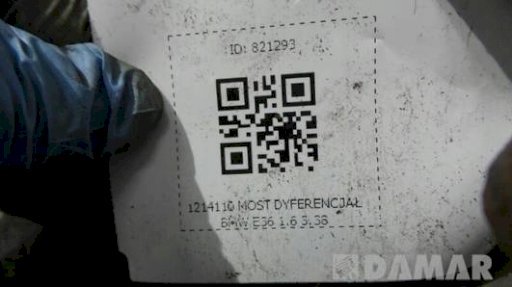 ID: 821293
1214110 MOST DYFERENCJAŁ
BMW E36 1.6 3.38
DAMAR